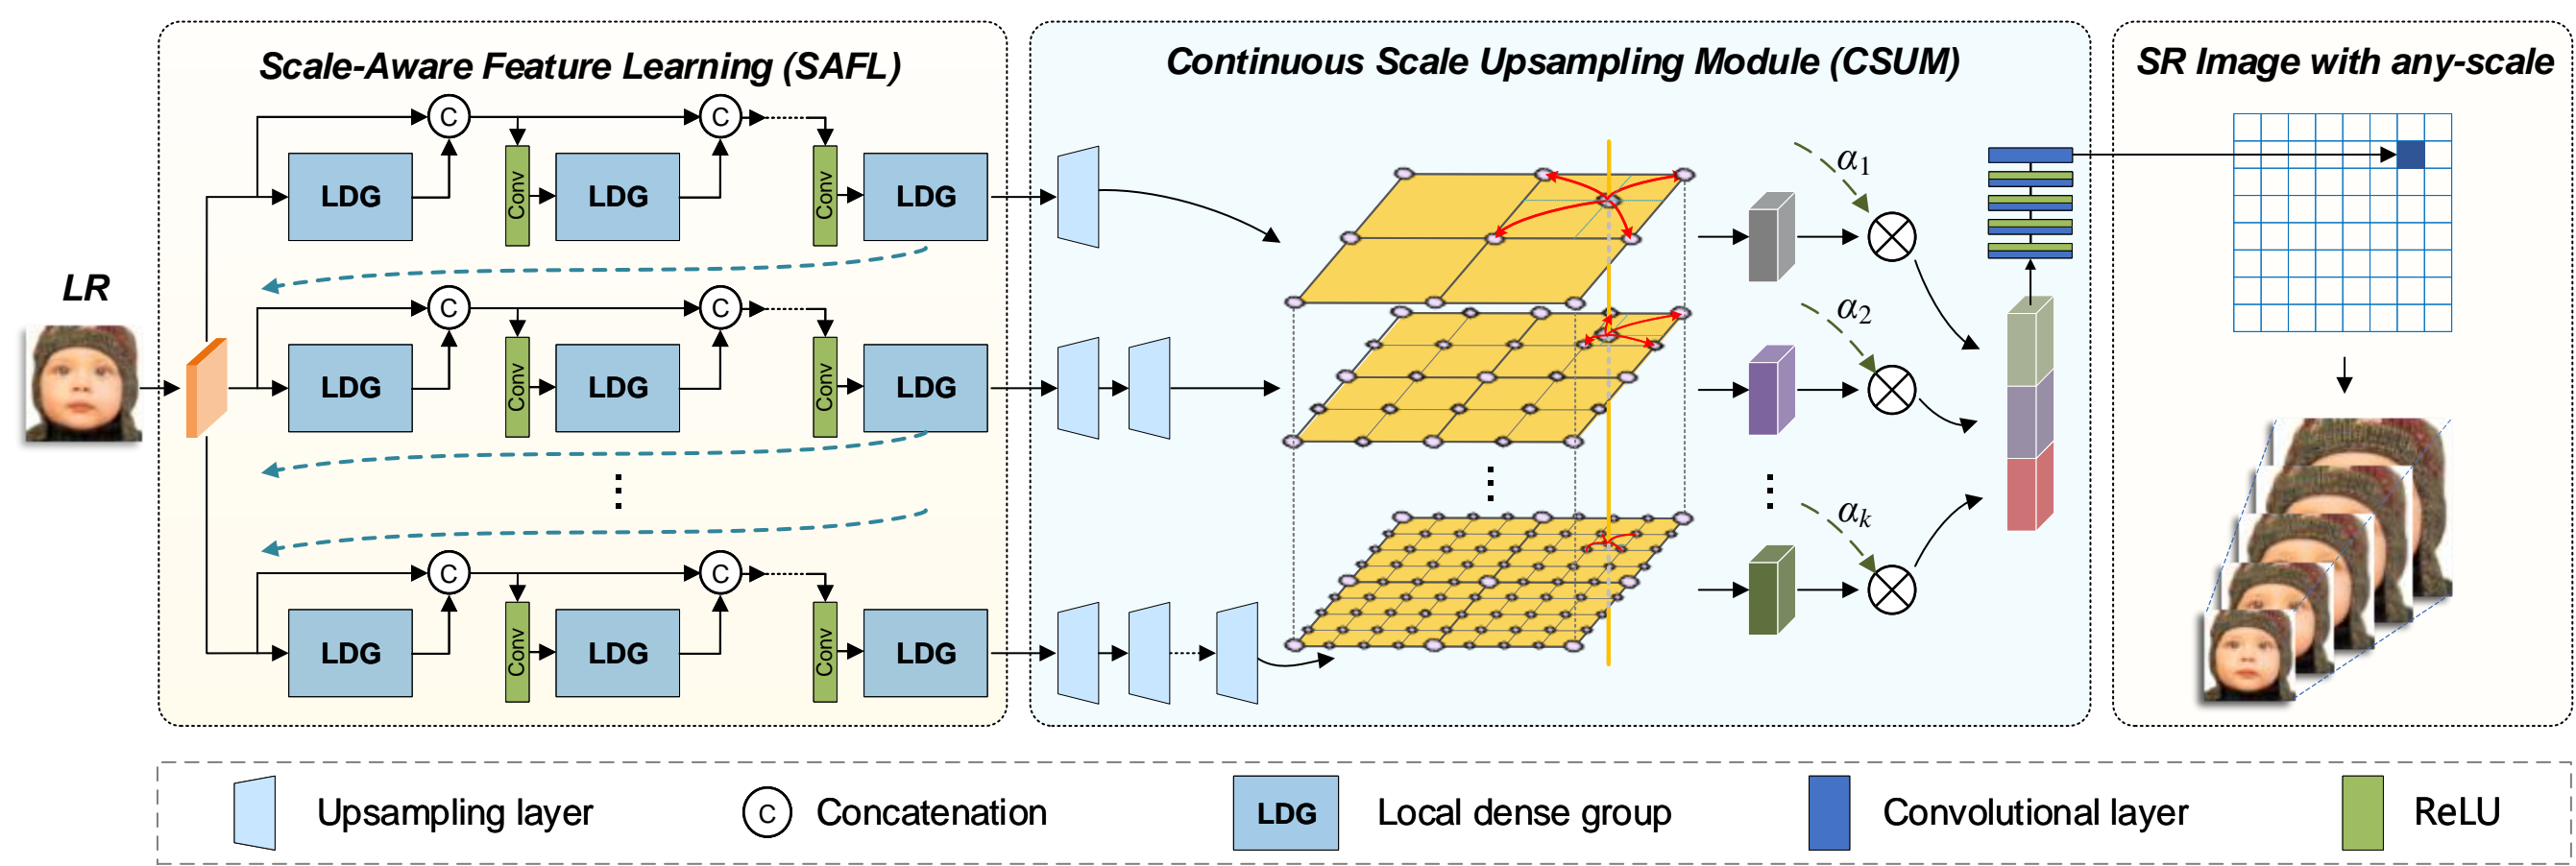 Scale-Aware Feature Learning (SAFL)
Continuous Scale Upsampling Module (CSUM)
SR Image with any-scale
C
C
LDG
Conv
LDG
Conv
LDG
α1
LR
C
C
LDG
Conv
LDG
Conv
LDG
α2
C
C
LDG
Conv
LDG
Conv
LDG
αk
Upsampling layer
C
Concatenation
LDG
Local dense group
Convolutional layer
ReLU